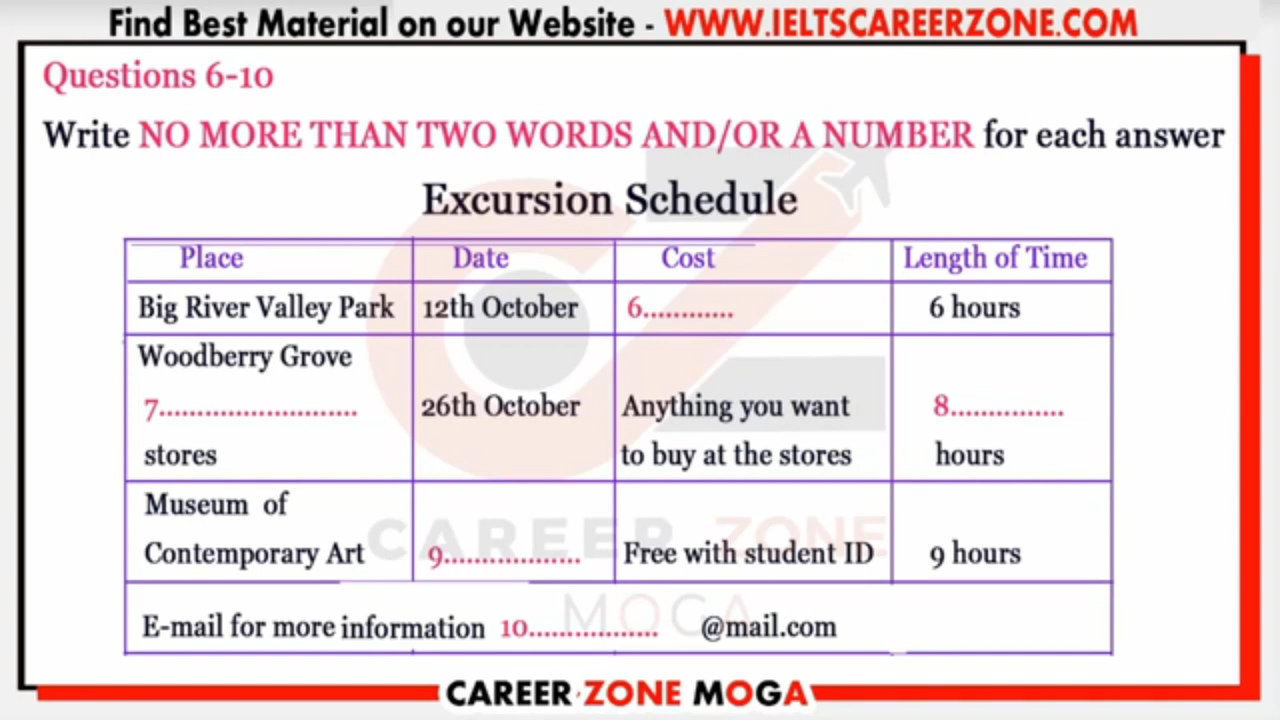 Find Best Material on our Website - WWW.IELTSCAREERZONE.COM
Questions 6-10
Write NO MORE THAN TWO WORDS AND/OR A NUMBER for each answer
Excursion Schedule
Place Date Cost Length of Time
Big River Valley Park 12th October 6............ 6 hours
Woodberry Grove
7.......................... 26th October Anything you want 8...............
stores to buy at the stores hours
Museum of
Contemporary Art 9.................. Free with student ID 9 hours
E-mail for more information 10................. @mail.com
CAREER ZONE
MOGA
CAREER ZONE MOGA